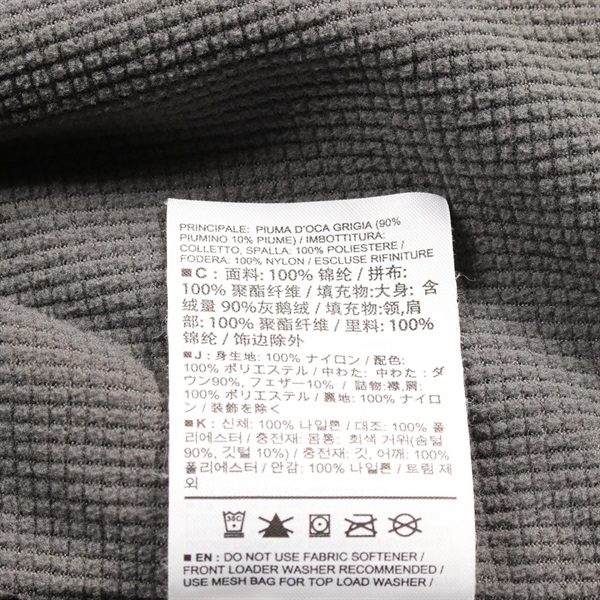 PRINCIPALE: PIUMA D'OCA GRIGIA (90%
PIUMINO 10% PIUME) / IMBOTTITURA:
COLLETTO, SPALLA: 100% POLIESTERE /
FODERA: 100% NYLON / ESCLUSE RIFINITURE
■ C: 面料: 100% 锦纶 / 拼布:
100% 聚酯纤维 / 填充物:大身: 含
绒量 90%灰鹅绒 / 填充物:领,肩
部: 100% 聚酯纤维 / 里料: 100%
锦纶 / 饰边除外
■ J : 身生地: 100% ナイロン / 配色:
100% ポリエステル / 中わた: 中わた : ダ
ウン90%, フェザー10% / 詰物:襟,肩:
100% ポリエステル / 裏地: 100% ナイロ
ン / 装飾を除く
■ K : 신체: 100% 나일론 / 대조: 100% 폴
리에스터 / 충전재: 몸통: 회색 거위(솜털
90%, 깃털 10%) / 충전재: 깃, 어깨: 100%
폴리에스터 / 안감: 100% 나일론 / 트림 제
외
30C
■ EN : DO NOT USE FABRIC SOFTENER /
FRONT LOADER WASHER RECOMMENDED /
USE MESH BAG FOR TOP LOAD WASHER /